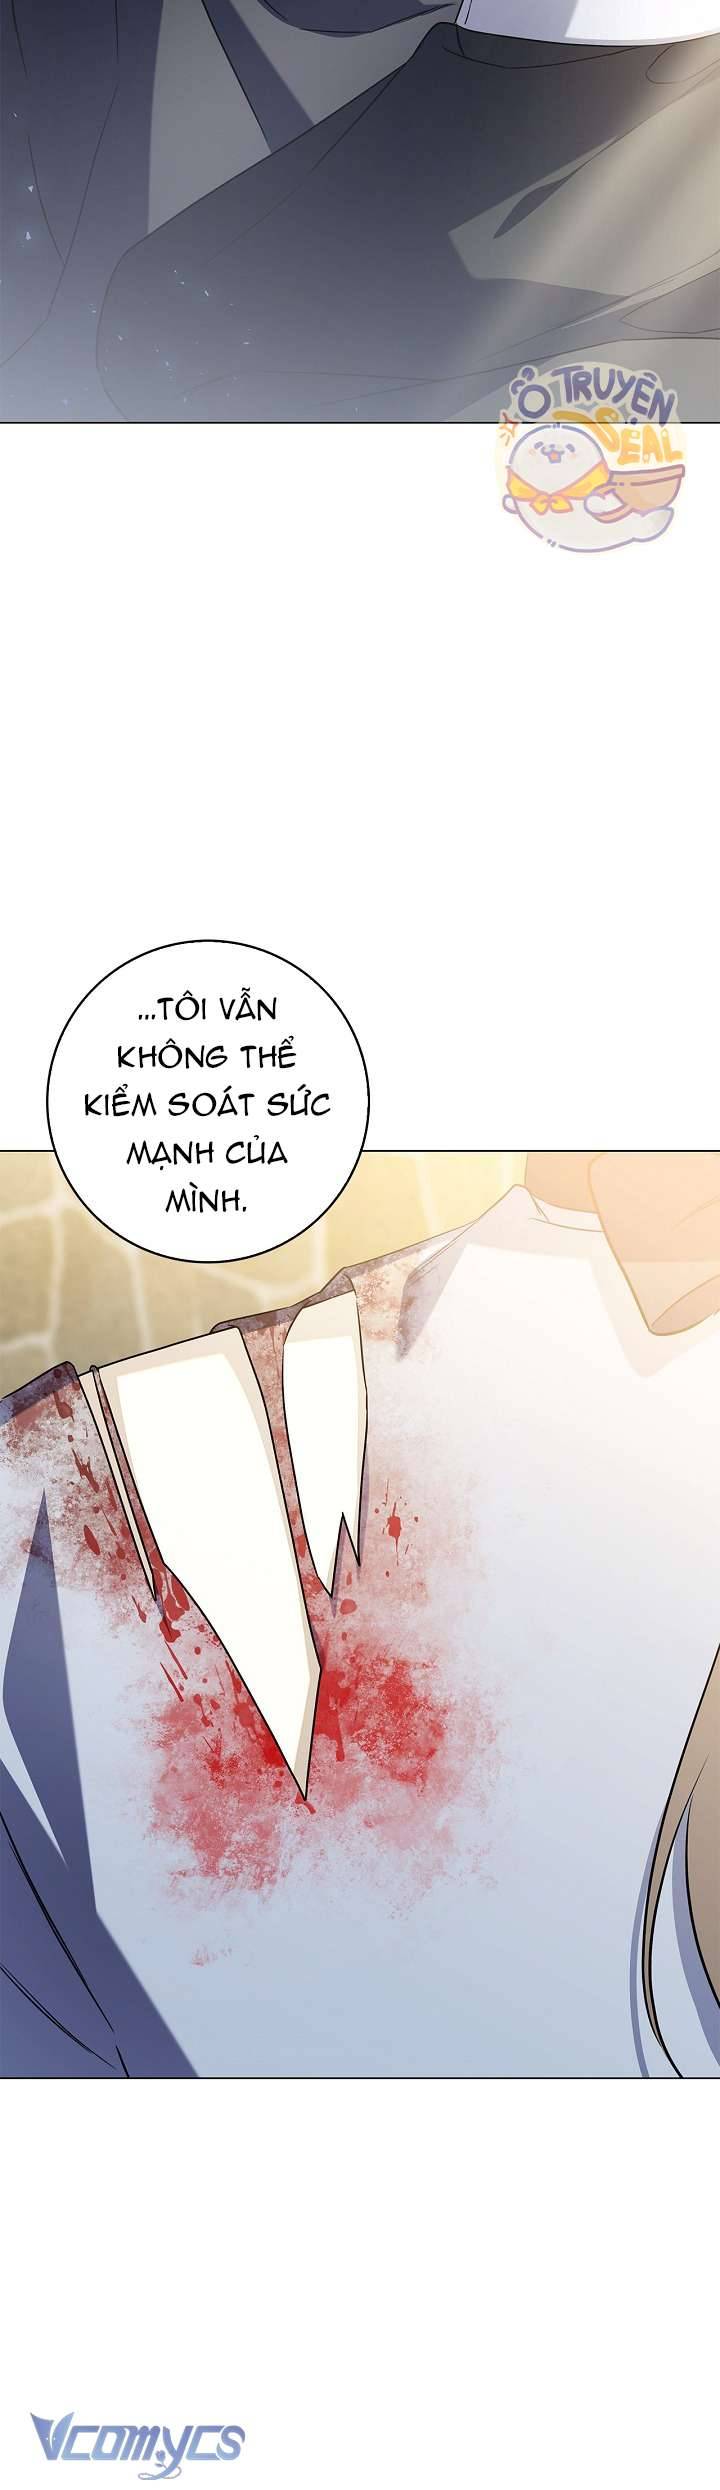 Ổ TRUYỆN
SEAL
...TÔI VẪN
KHÔNG THỂ
KIỂM SOÁT SỨC
MẠNH CỦA
MÌNH.
VCOMYCS